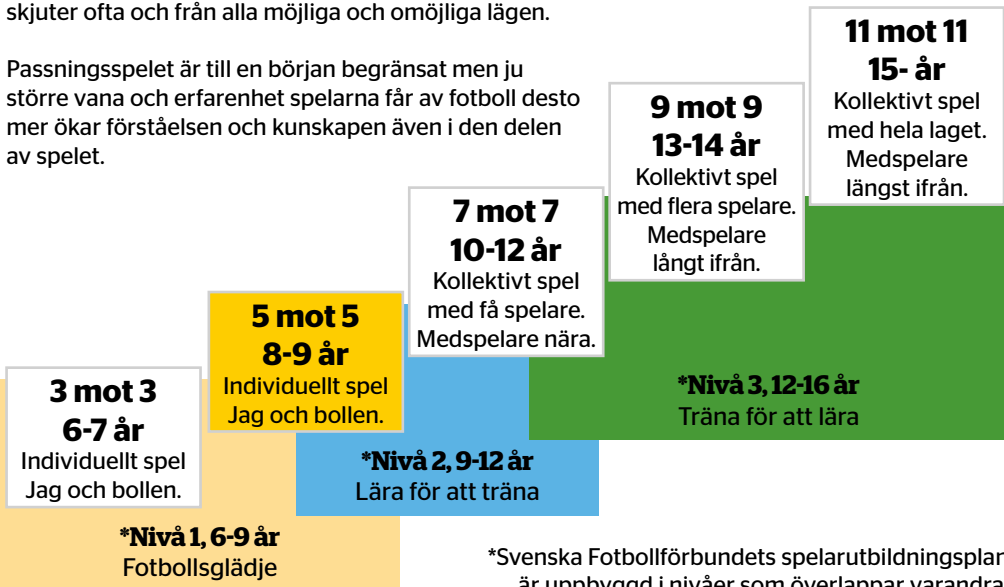 skjuter ofta och från alla möjliga och omöjliga lägen.
Passningsspelet är till en början begränsat men ju
större vana och erfarenhet spelarna får av fotboll desto
mer ökar förståelsen och kunskapen även i den delen
av spelet.
11 mot 11
15- år
Kollektivt spel
med hela laget.
Medspelare
längst ifrån.
9 mot 9
13-14 år
Kollektivt spel
med flera spelare.
Medspelare
långt ifrån.
7 mot 7
10-12 år
Kollektivt spel
med få spelare.
Medspelare nära.
5 mot 5
8-9 år
Individuellt spel
Jag och bollen.
3 mot 3
6-7 år
Individuellt spel
Jag och bollen.
*Nivå 3, 12-16 år
Träna för att lära
*Nivå 2, 9-12 år
Lära för att träna
*Nivå 1, 6-9 år
Fotbollsglädje
*Svenska Fotbollförbundets spelarutbildningsplan
är uppbyggd i nivåer som överlappar varandra